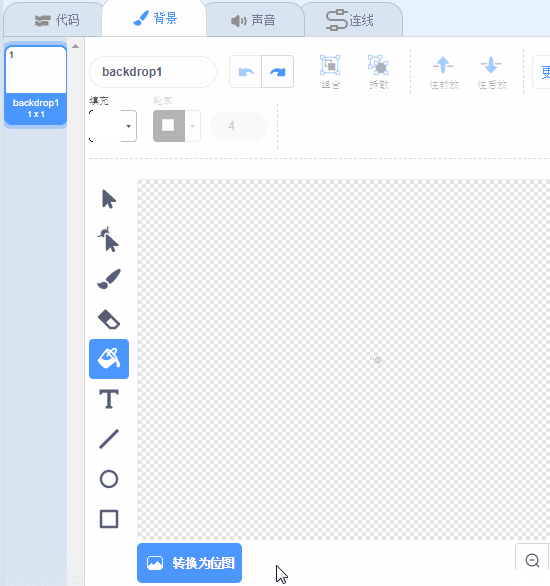 代码
背景
声音
连线
1
backdrop1
1 x 1
backdrop1
组合
拆散
往前放
往后放
更
填充
轮廓
4
转换为位图